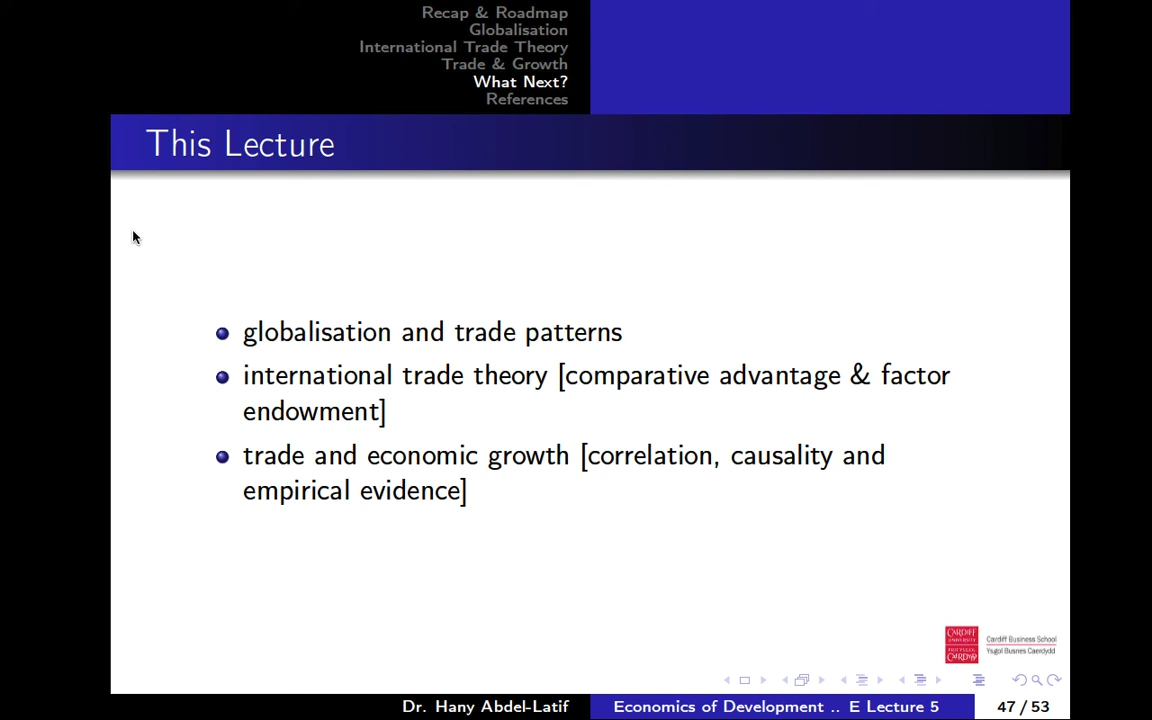 Recap & Roadmap
Globalisation
International Trade Theory
Trade & Growth
What Next?
References
This Lecture
globalisation and trade patterns
international trade theory [comparative advantage & factor
endowment]
trade and economic growth [correlation, causality and
empirical evidence]
CARDIFF
UNIVERSITY
PRIFYSGOL
CAERDYDD
Cardiff Business School
Ysgol Busnes Caerdydd
Dr. Hany Abdel-Latif
Economics of Development .. E Lecture 5
47 / 53